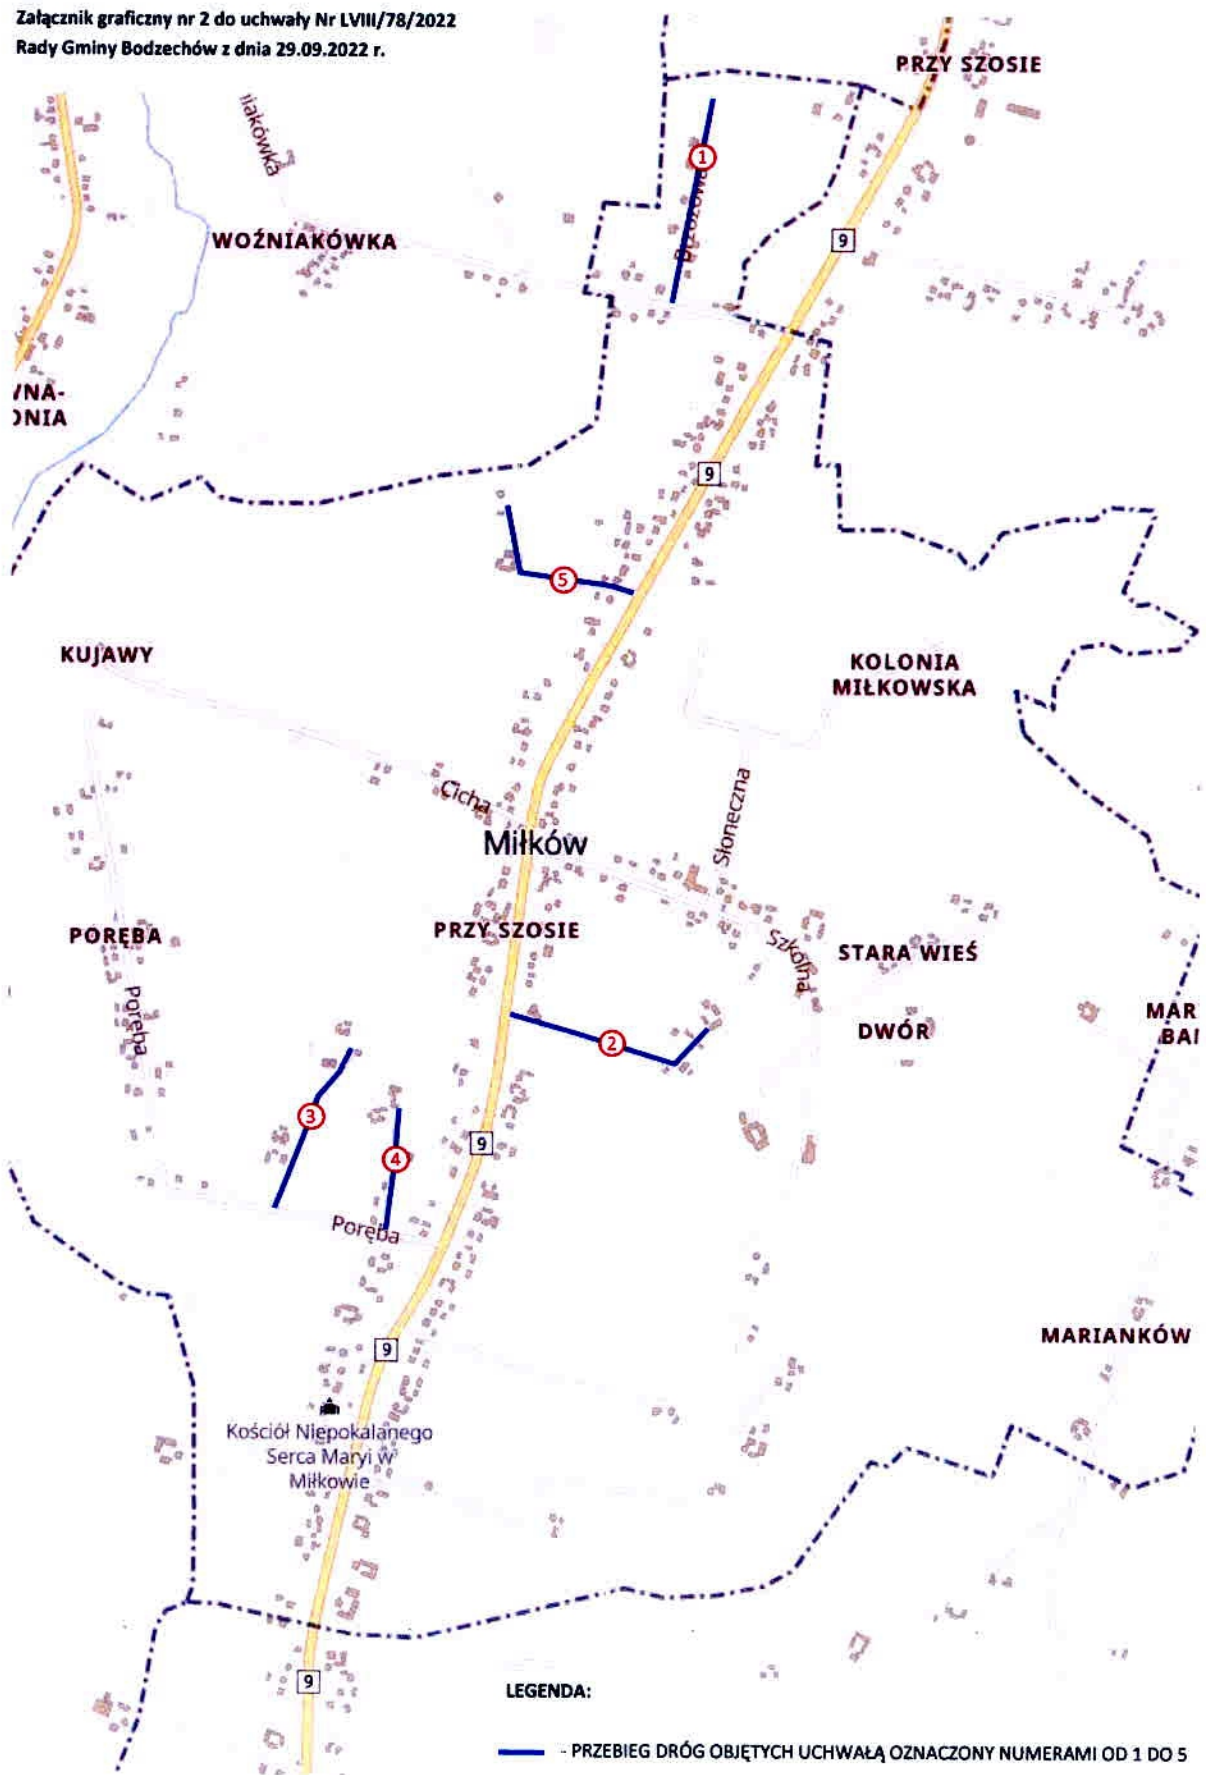 Załącznik graficzny nr 2 do uchwały Nr LVIII/78/2022
Rady Gminy Bodzechów z dnia 29.09.2022 r.
PRZY SZOSIE
1
WOŹNIAKÓWKA
9
9
5
KUJAWY
KOLONIA
MIŁKOWSKA
Cicha
Słoneczna
Miłków
PORĘBA
PRZY SZOSIE
Szkolna
STARA WIEŚ
Poręba
DWÓR
MAR
2
3
4
9
Poręba
9
MARIANKÓW
Kościół Niepokalanego
Serca Maryi w
Miłkowie
9
LEGENDA:
- PRZEBIEG DRÓG OBJĘTYCH UCHWAŁĄ OZNACZONY NUMERAMI OD 1 DO 5